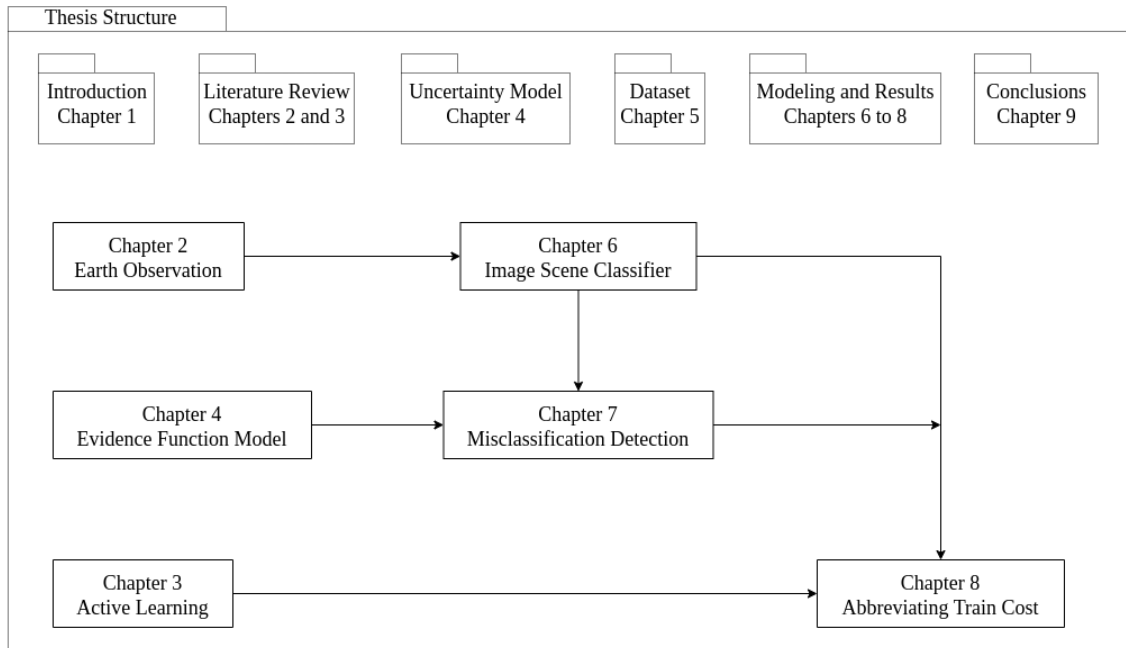 Thesis Structure
Introduction
Chapter 1
Literature Review
Chapters 2 and 3
Uncertainty Model
Chapter 4
Dataset
Chapter 5
Modeling and Results
Chapters 6 to 8
Conclusions
Chapter 9
Chapter 2
Earth Observation
Chapter 6
Image Scene Classifier
Chapter 4
Evidence Function Model
Chapter 7
Misclassification Detection
Chapter 3
Active Learning
Chapter 8
Abbreviating Train Cost